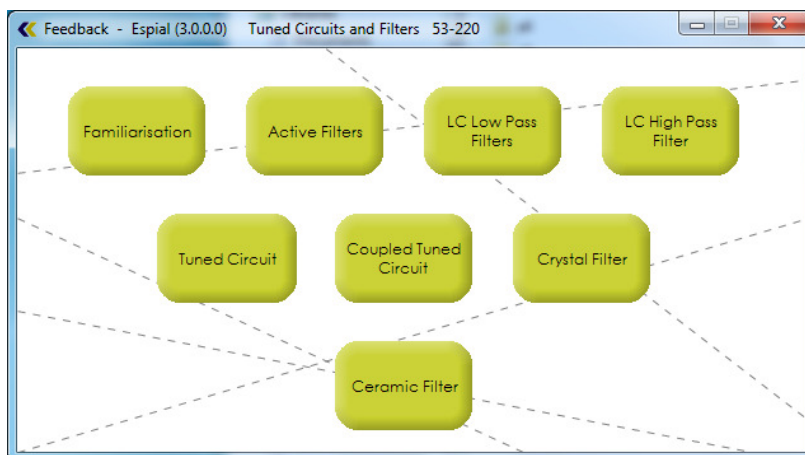 Feedback - Espial (3.0.0.0) Tuned Circuits and Filters 53-220
Familiarisation
Active Filters
LC Low Pass
Filters
LC High Pass
Filter
Tuned Circuit
Coupled Tuned
Circuit
Crystal Filter
Ceramic Filter